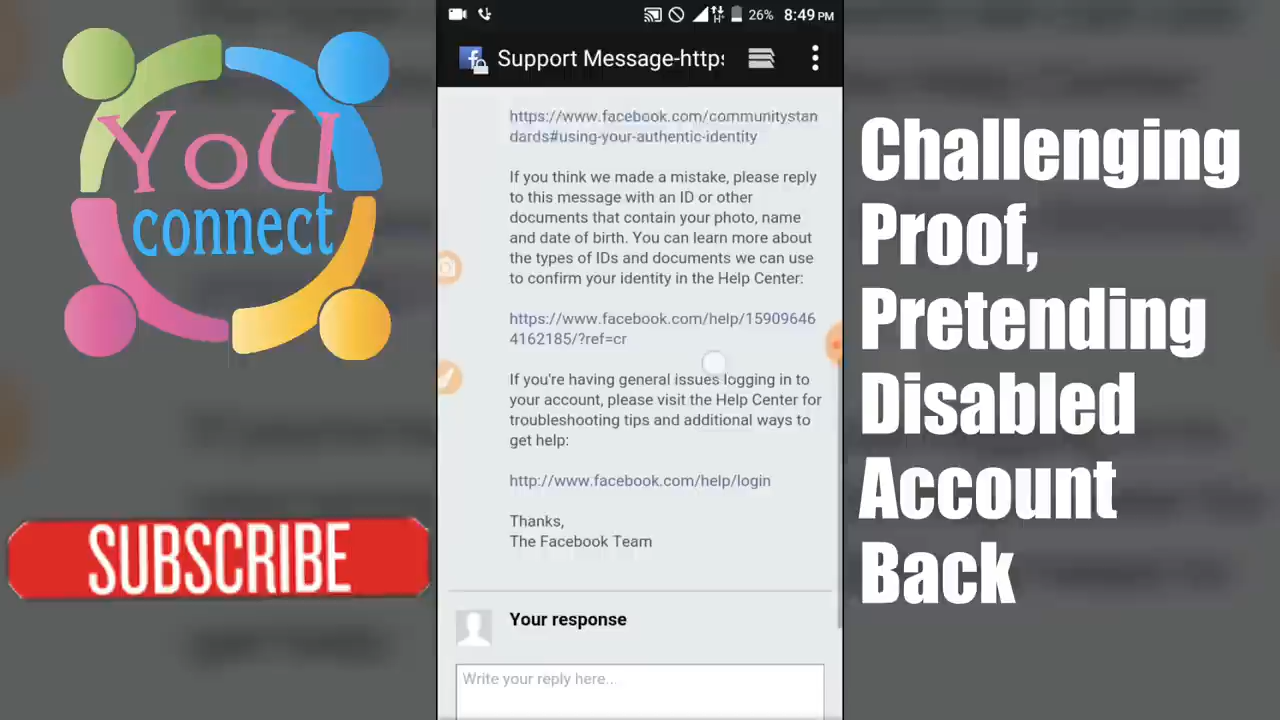 YoU
connect
SUBSCRIBE
26% 8:49 PM
Support Message-https
https://www.facebook.com/communitystan
dards#using-your-authentic-identity
If you think we made a mistake, please reply
to this message with an ID or other
documents that contain your photo, name
and date of birth. You can learn more about
the types of IDs and documents we can use
to confirm your identity in the Help Center:
https://www.facebook.com/help/15909646
4162185/?ref=cr
If you're having general issues logging in to
your account, please visit the Help Center for
troubleshooting tips and additional ways to
get help:
http://www.facebook.com/help/login
Thanks,
The Facebook Team
Your response
Write your reply here...
Challenging
Proof,
Pretending
Disabled
Account
Back